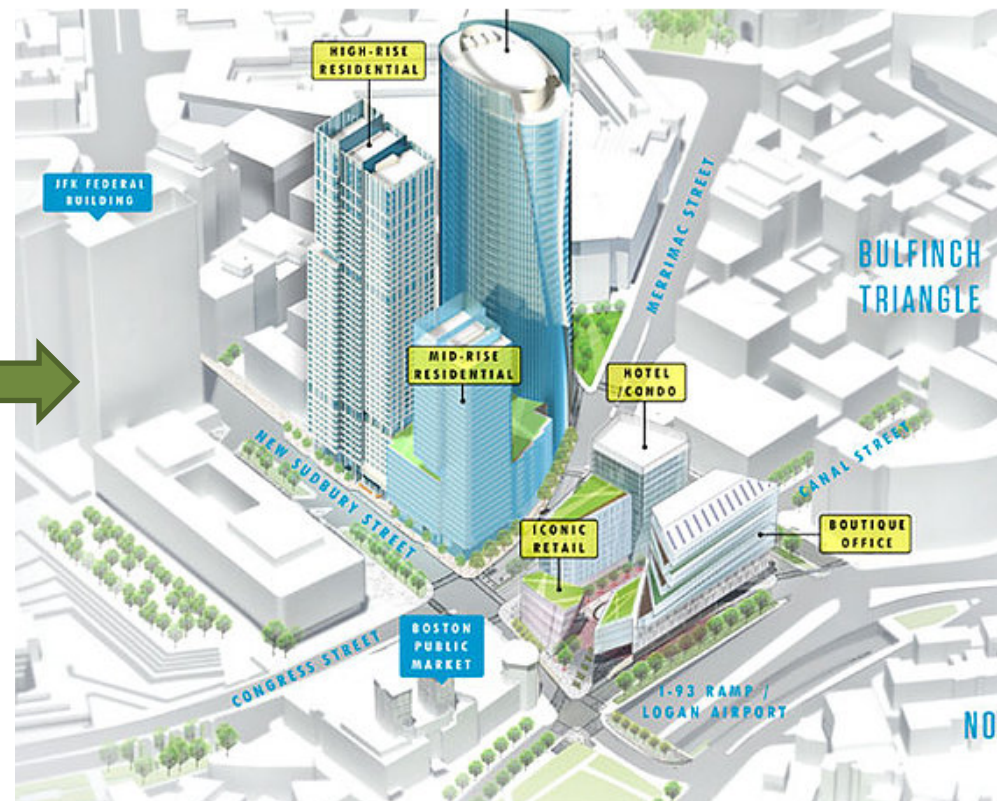 HIGH-RISE
RESIDENTIAL
JFK FEDERAL
BUILDING
MERRIMAC STREET
BULFINCH
TRIANGLE
MID-RISE
RESIDENTIAL
HOTEL
/CONDO
NEW SUDBURY STREET
CANAL STREET
ICONIC
RETAIL
BOUTIQUE
OFFICE
BOSTON
PUBLIC
MARKET
CONGRESS STREET
I-93 RAMP /
LOGAN AIRPORT
NO